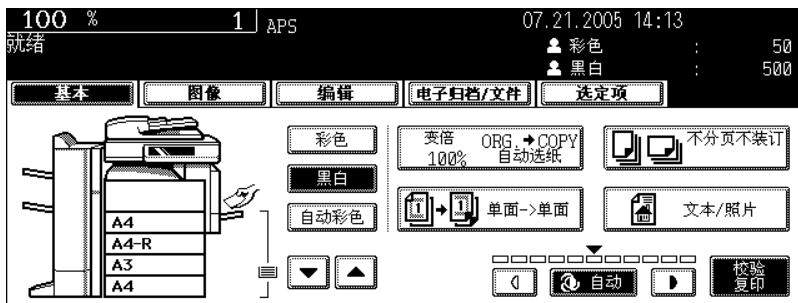 100 % 1 APS 07.21.2005 14:13
就绪 彩色 : 50
黑白 : 500
基本 图像 编辑 电子归档/文件 选定项
彩色
黑白
自动彩色
变倍 ORG.→COPY
100% 自动选纸
不分页不装订
1→1 单面->单面
文本/照片
A4
A4-R
A3
A4
自动
校验
复印